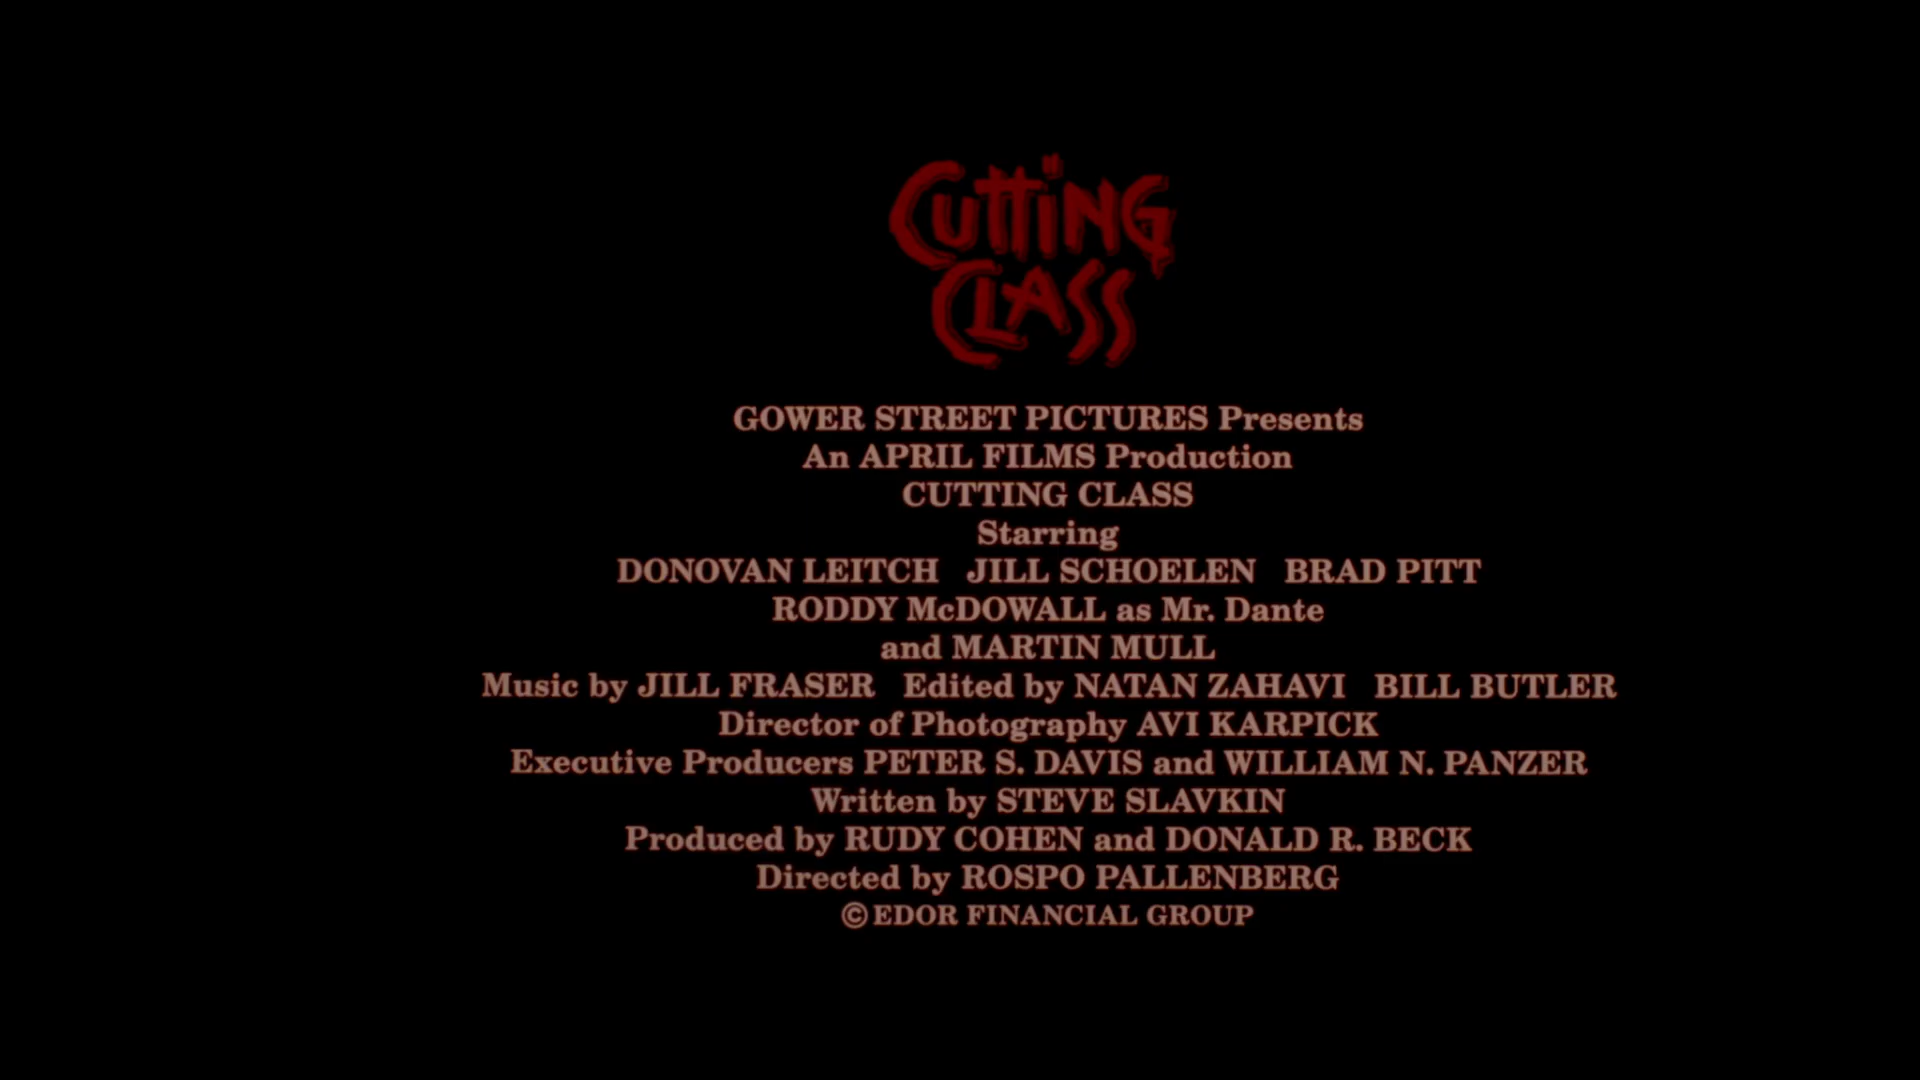 Cutting
Class
GOWER STREET PICTURES Presents
An APRIL FILMS Production
CUTTING CLASS
Starring
DONOVAN LEITCH JILL SCHOELEN BRAD PITT
RODDY McDOWALL as Mr. Dante
and MARTIN MULL
Music by JILL FRASER Edited by NATAN ZAHAVI BILL BUTLER
Director of Photography AVI KARPICK
Executive Producers PETER S. DAVIS and WILLIAM N. PANZER
Written by STEVE SLAVKIN
Produced by RUDY COHEN and DONALD R. BECK
Directed by ROSPO PALLENBERG
© EDOR FINANCIAL GROUP